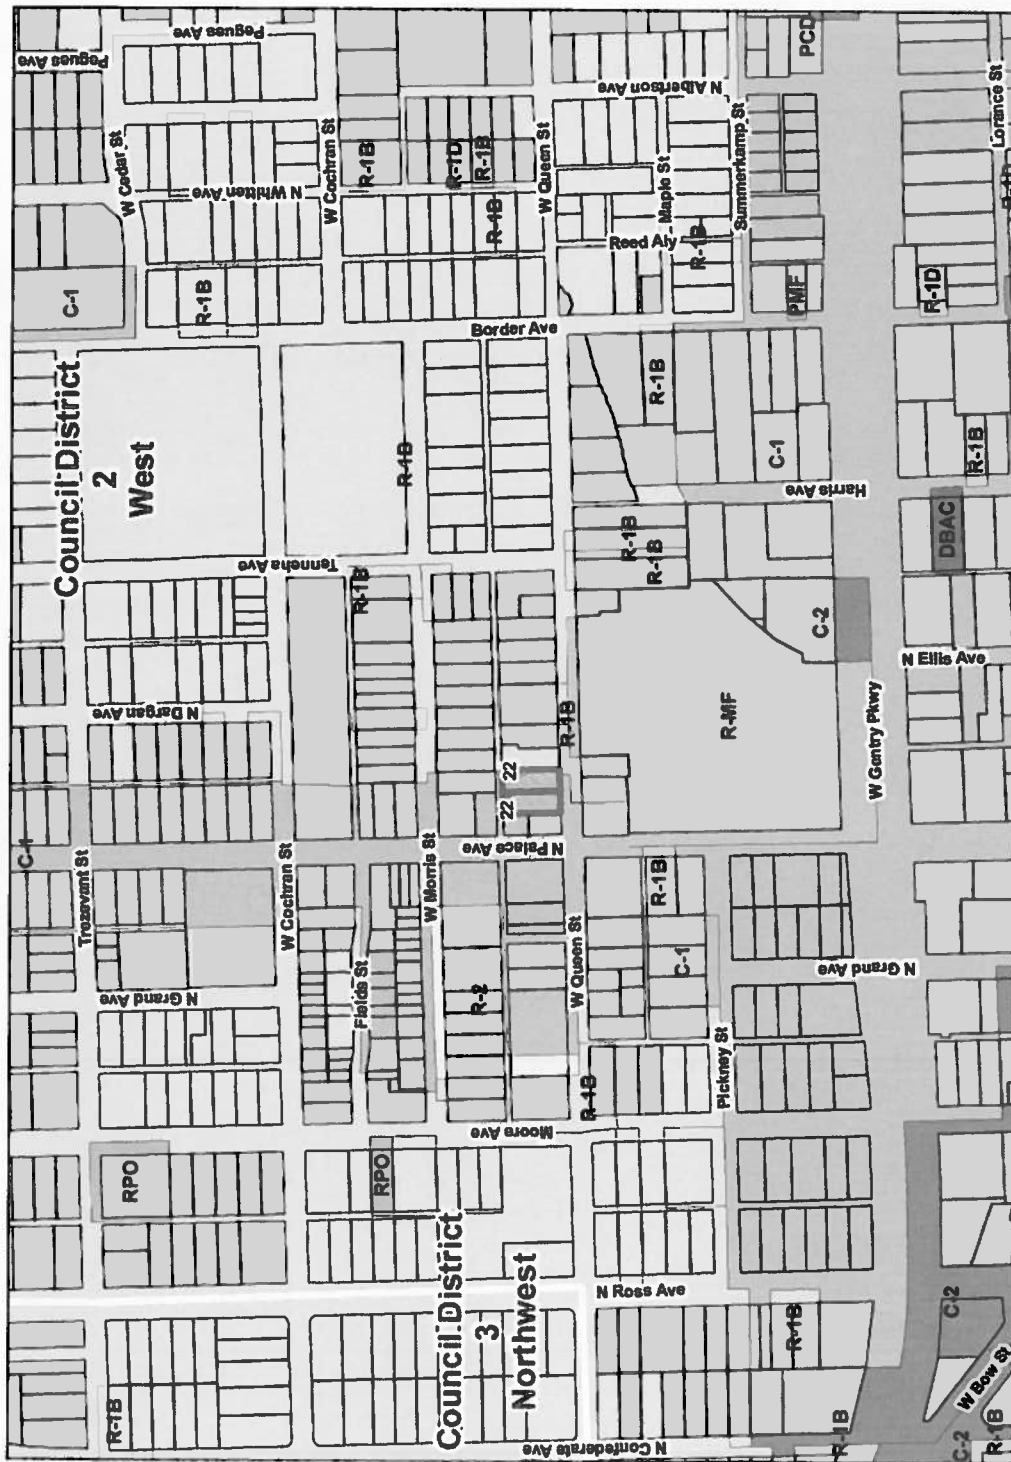 Pegues Ave
Pegues Ave
N Albertson Ave
PCD
Lorance St
W Cedar St
N Whitten Ave
W Cochran St
R-1B
R-1D
R-1B
W Queen St
Maple St
Summerkamp St
R-1D
C-1
R-1B
R-1B
Reed Aly
R-1B
PMF
R-1D
Border Ave
Council District
2
West
R-1B
R-1B
C-1
Harris Ave
R-1B
Tenneha Ave
R-1B
R-1B
R-1B
DBAC
C-2
N Ellis Ave
N Dargan Ave
R-1B
R-MF
W Gentry Pkwy
22
22
C-1
Trezevant St
W Cochran St
W Morris St
N Palace Ave
R-1B
N Grand Ave
Fields St
R-2
W Queen St
C-1
N Grand Ave
R-1B
Pickney St
Moore Ave
RPO
RPO
Council District
3
Northwest
N Ross Ave
R-1B
C-2
R-1B
N Confederate Ave
R-1B
C-2
W Bow St
R-1B